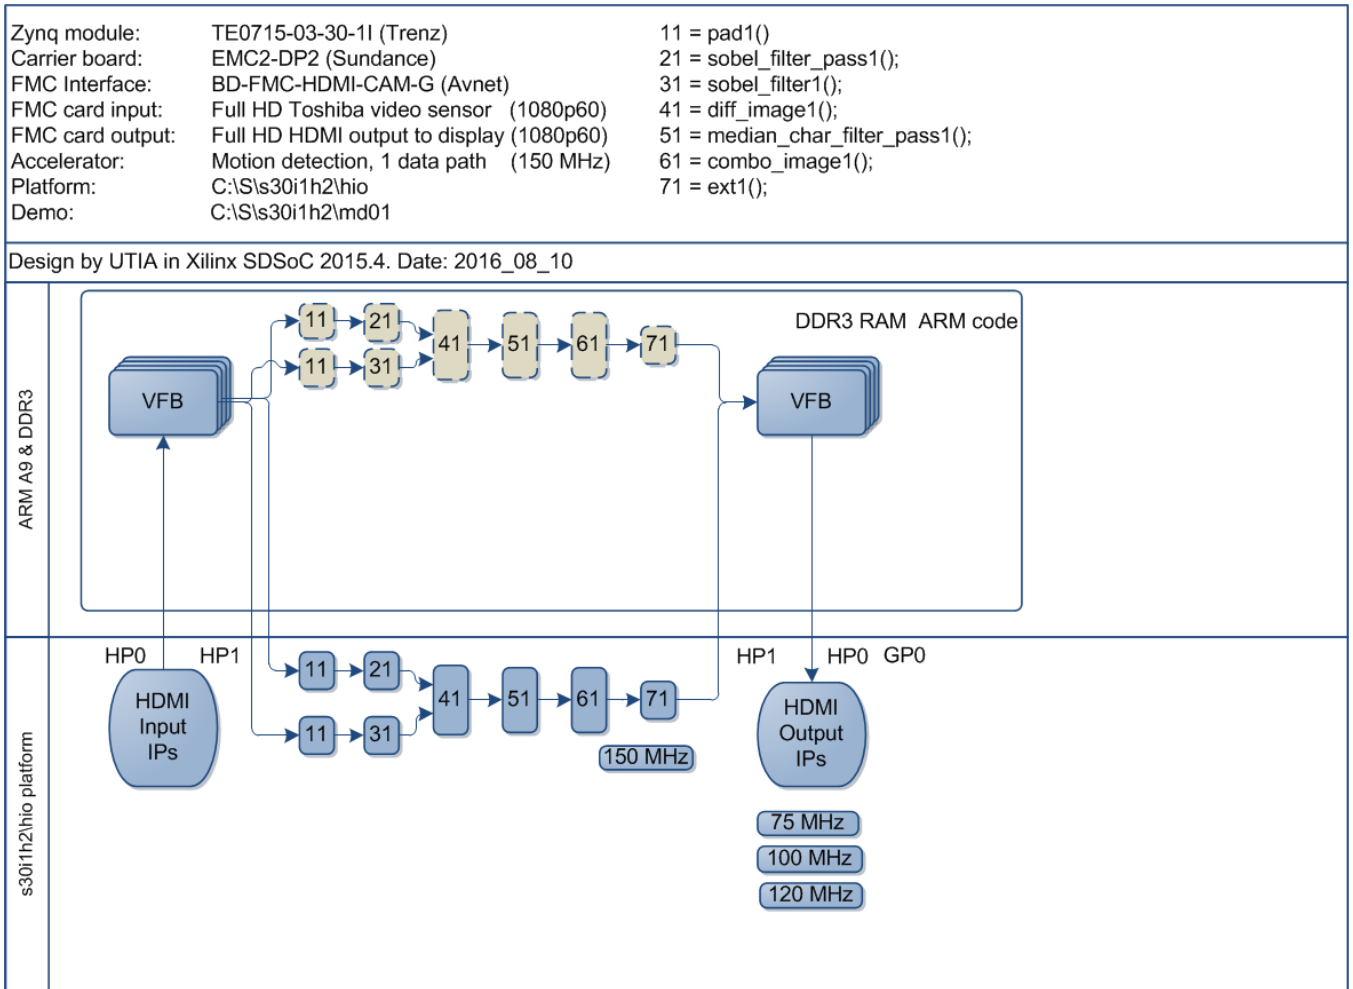 Zynq module: TE0715-03-30-1I (Trenz)
Carrier board: EMC2-DP2 (Sundance)
FMC Interface: BD-FMC-HDMI-CAM-G (Avnet)
FMC card input: Full HD Toshiba video sensor (1080p60)
FMC card output: Full HD HDMI output to display (1080p60)
Accelerator: Motion detection, 1 data path (150 MHz)
Platform: C:\S\s30i1h2\hio
Demo: C:\S\s30i1h2\md01
11 = pad1()
21 = sobel_filter_pass1();
31 = sobel_filter1();
41 = diff_image1();
51 = median_char_filter_pass1();
61 = combo_image1();
71 = ext1();
Design by UTIA in Xilinx SDSoC 2015.4. Date: 2016_08_10
ARM A9 & DDR3
DDR3 RAM ARM code
VFB
11
21
11
31
41
51
61
71
VFB
s30i1h2\hio platform
HP0
HP1
HP1
HP0
GP0
HDMI
Input
IPs
11
21
11
31
41
51
61
71
150 MHz
HDMI
Output
IPs
75 MHz
100 MHz
120 MHz